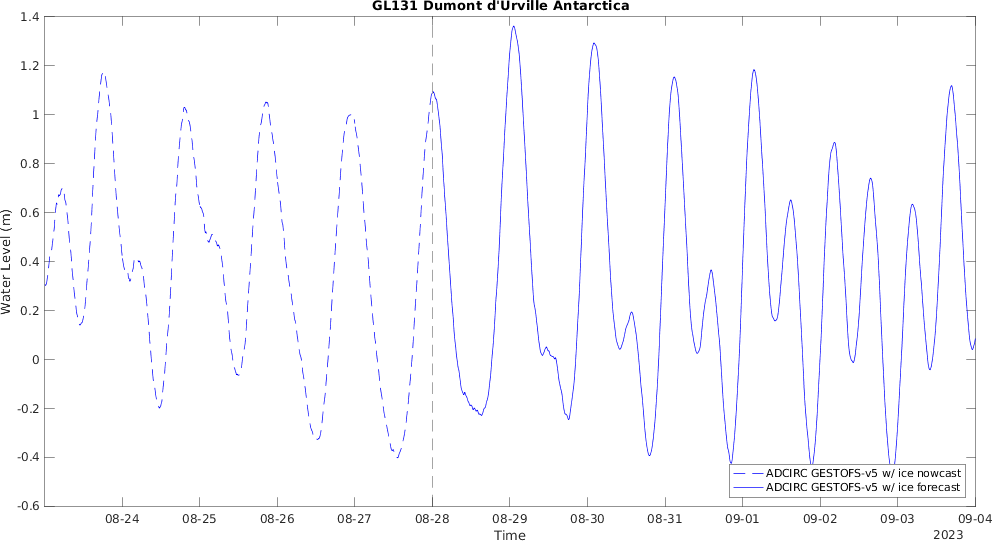 GL131 Dumont d'Urville Antarctica
1.4
1.2
1
0.8
0.6
0.4
0.2
0
-0.2
-0.4
-0.6
Water Level (m)
ADCIRC GESTOFS-v5 w/ ice nowcast
ADCIRC GESTOFS-v5 w/ ice forecast
08-24 08-25 08-26 08-27 08-28 08-29 08-30 08-31 09-01 09-02 09-03 09-04
Time
2023